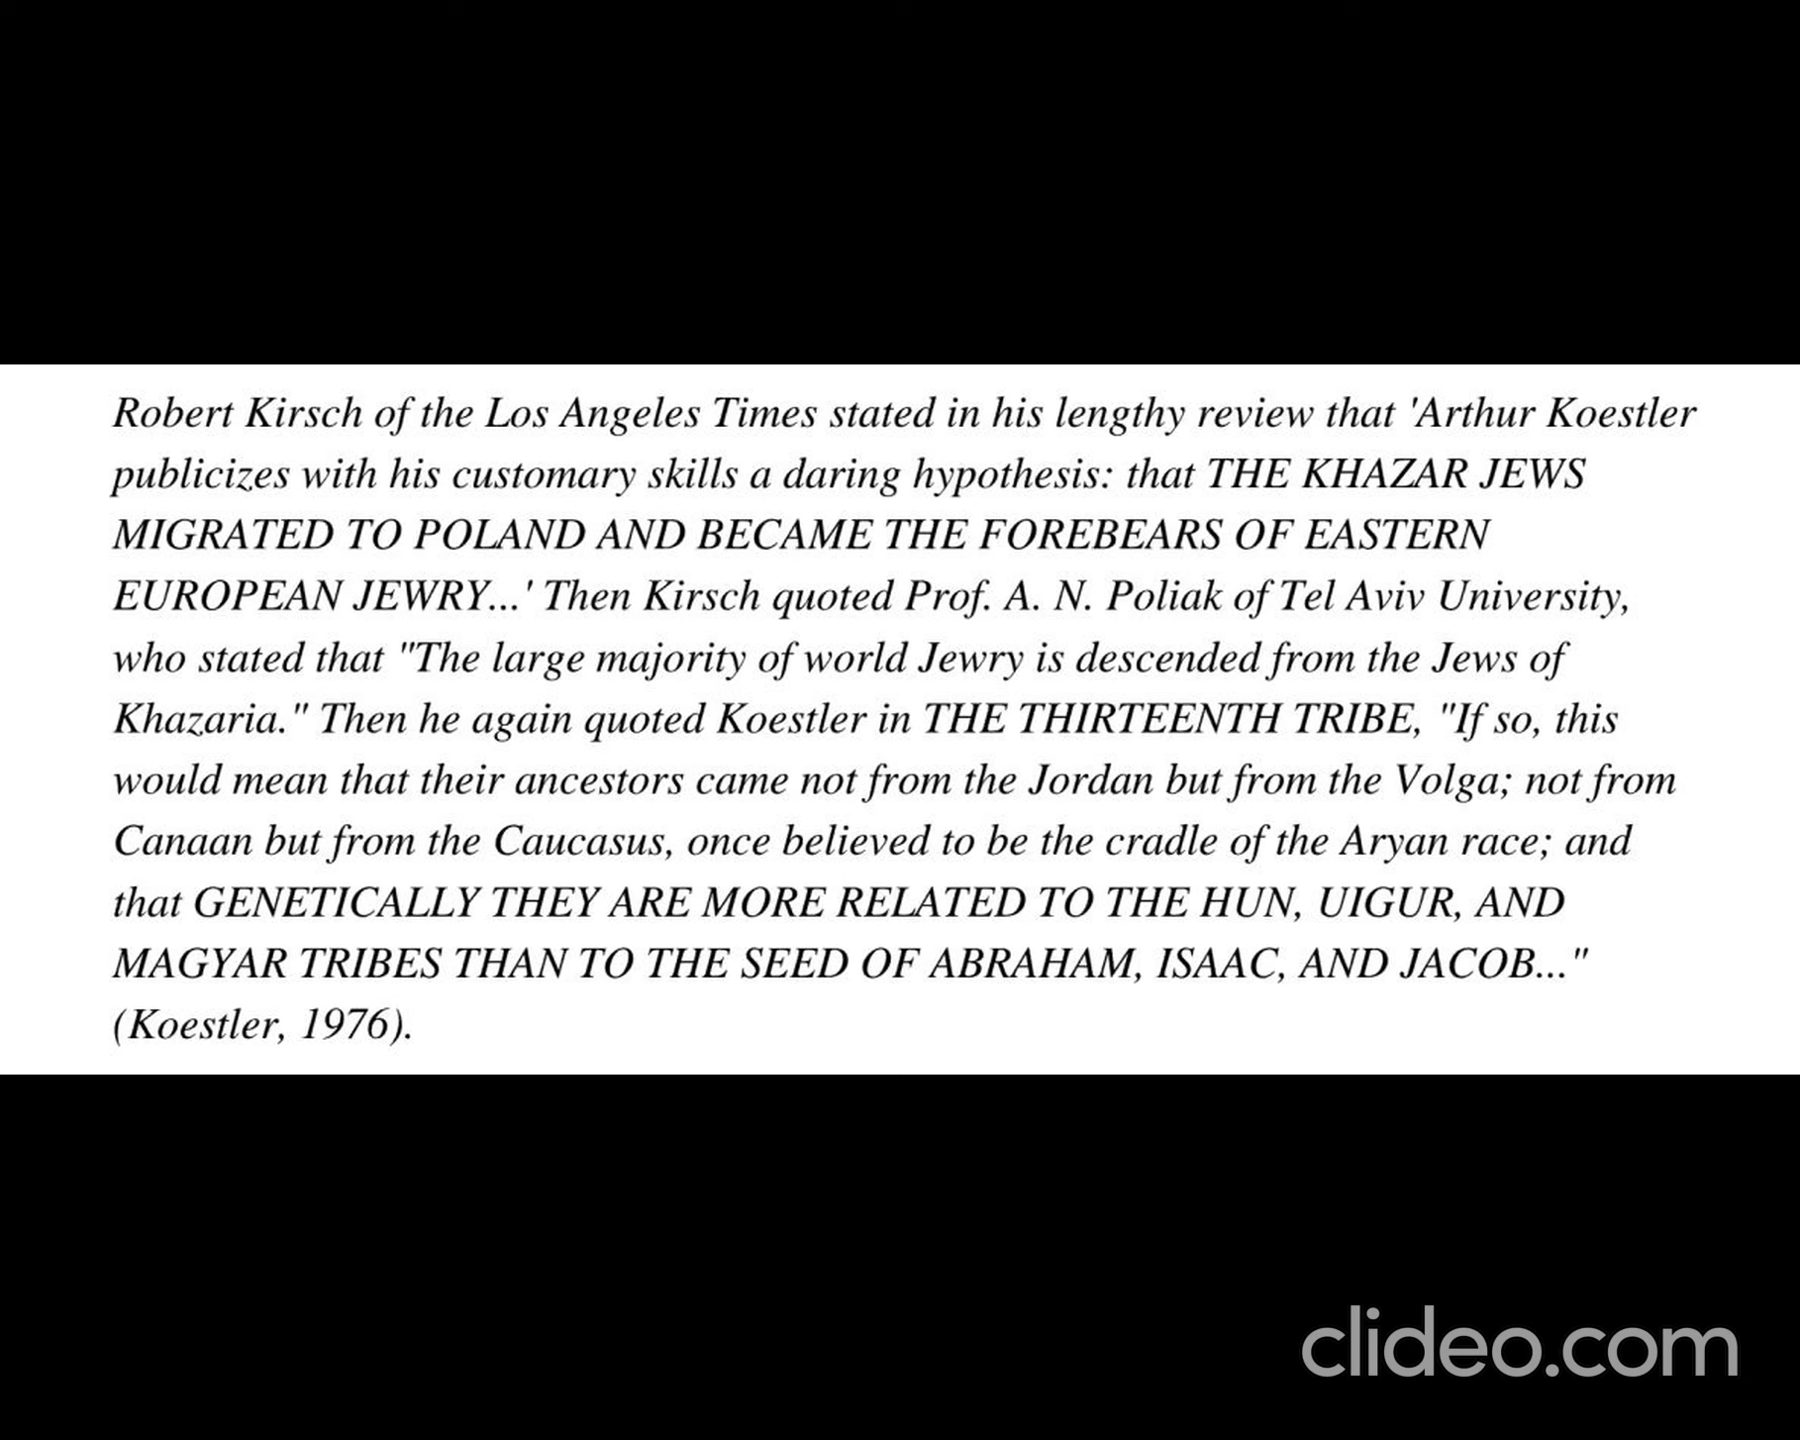 Robert Kirsch of the Los Angeles Times stated in his lengthy review that 'Arthur Koestler
publicizes with his customary skills a daring hypothesis: that THE KHAZAR JEWS
MIGRATED TO POLAND AND BECAME THE FOREBEARS OF EASTERN
EUROPEAN JEWRY...' Then Kirsch quoted Prof. A. N. Poliak of Tel Aviv University,
who stated that "The large majority of world Jewry is descended from the Jews of
Khazaria." Then he again quoted Koestler in THE THIRTEENTH TRIBE, "If so, this
would mean that their ancestors came not from the Jordan but from the Volga; not from
Canaan but from the Caucasus, once believed to be the cradle of the Aryan race; and
that GENETICALLY THEY ARE MORE RELATED TO THE HUN, UIGUR, AND
MAGYAR TRIBES THAN TO THE SEED OF ABRAHAM, ISAAC, AND JACOB..."
(Koestler, 1976).
clideo.com